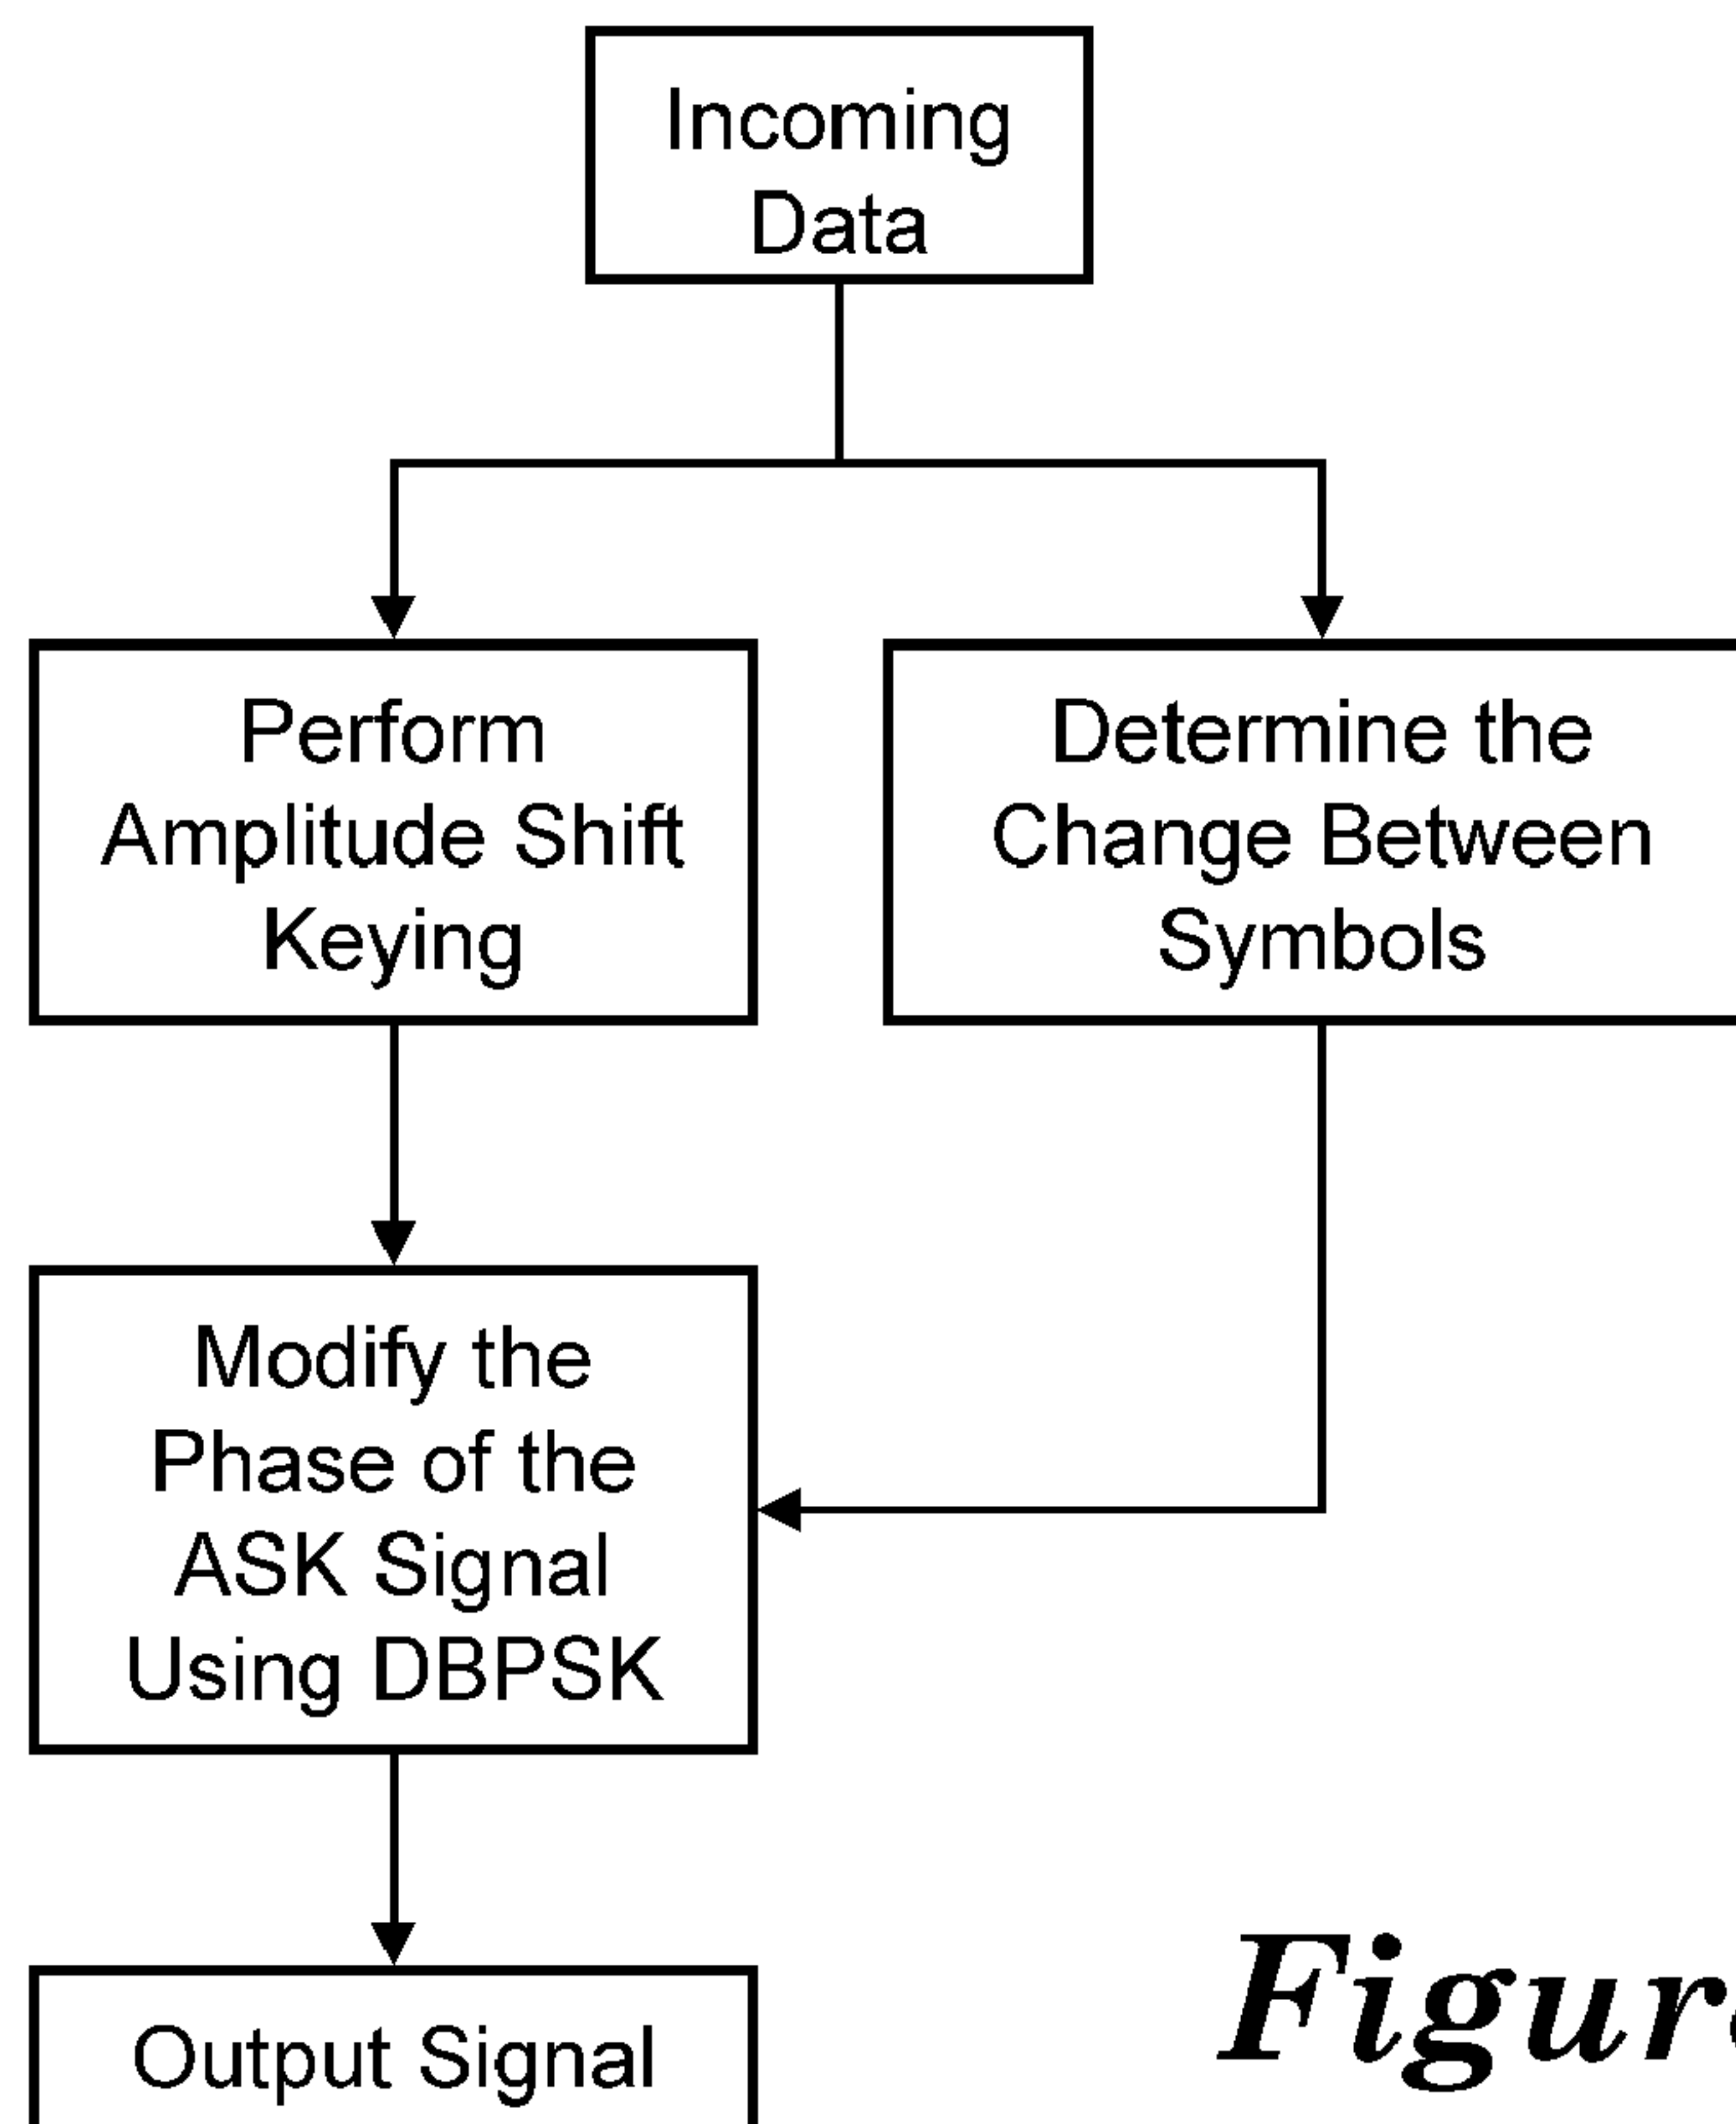 Incoming
Data
Perform
Amplitude Shift
Keying
Determine the
Change Between
Symbols
Modify the
Phase of the
ASK Signal
Using DBPSK
Output Signal